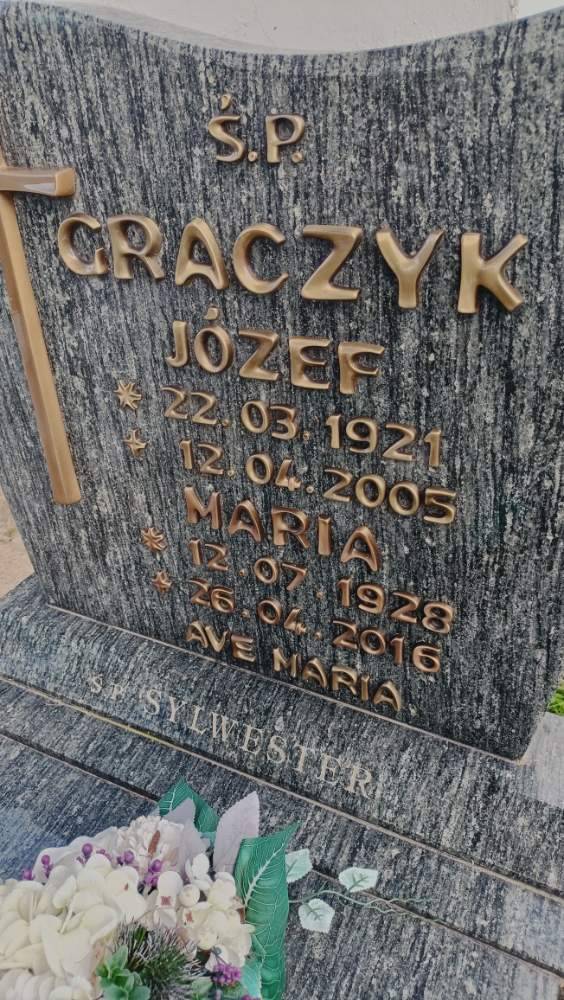 Ś.P.
GRACZYK
JÓZEF
22.03.1921
12.04.2005
MARIA
12.07.1928
26.04.2016
AVE MARIA
Ś.P. SYLWESTER